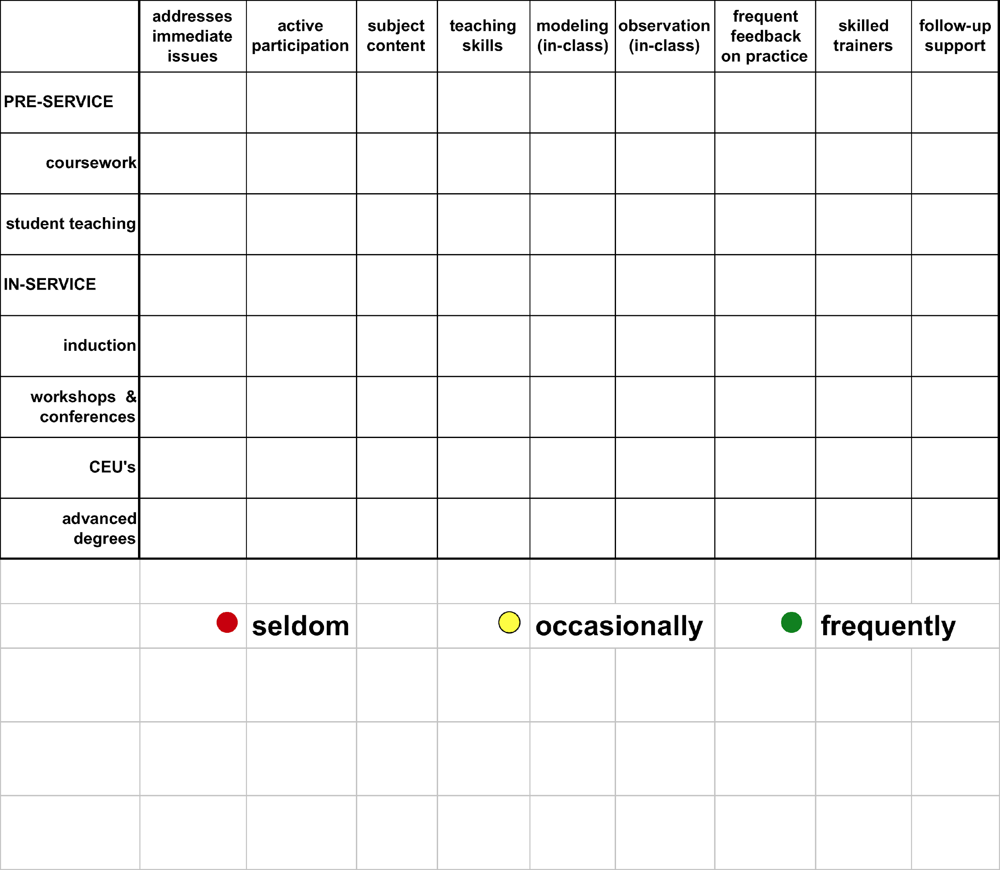 addresses
immediate
issues
active
participation
subject
content
teaching
skills
modeling
(in-class)
observation
(in-class)
frequent
feedback
on practice
skilled
trainers
follow-up
support
PRE-SERVICE
coursework
student teaching
IN-SERVICE
induction
workshops &
conferences
CEU's
advanced
degrees
seldom
occasionally
frequently